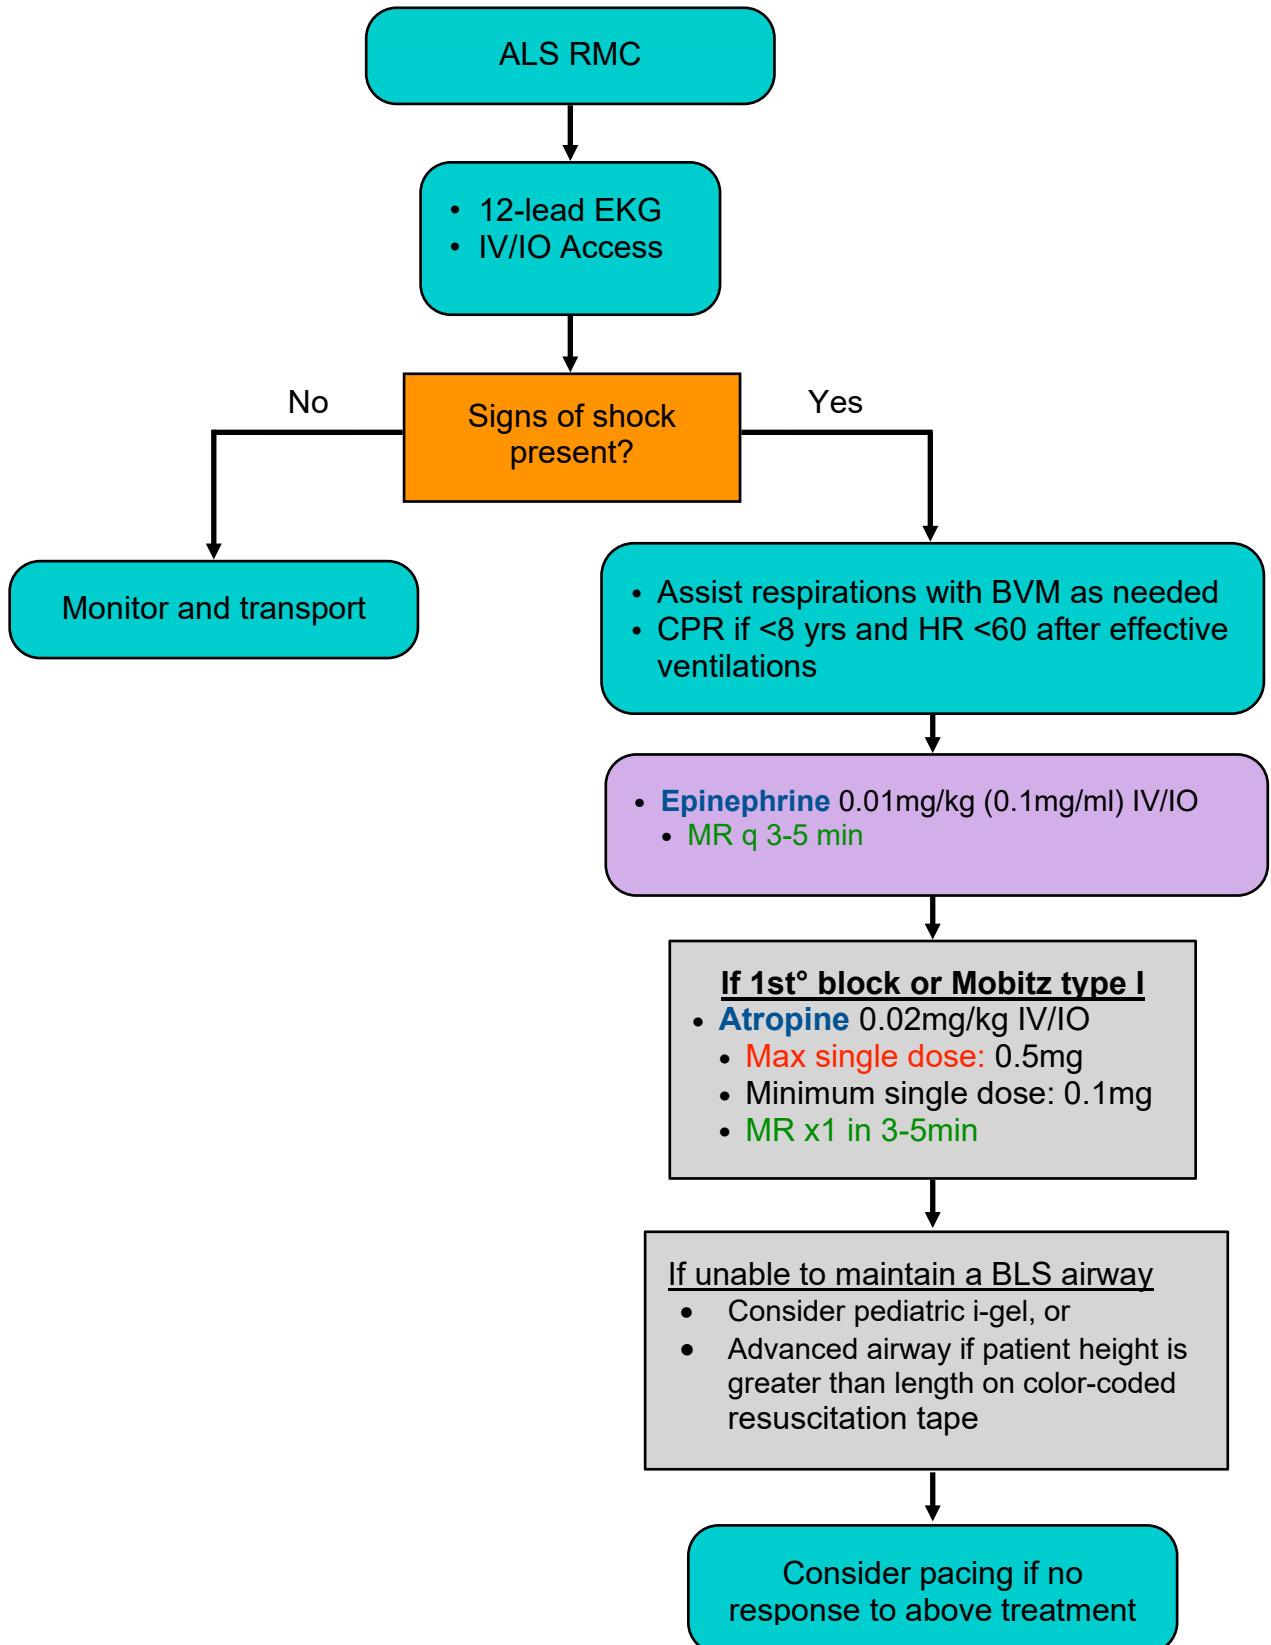 ALS RMC
• 12-lead EKG
• IV/IO Access
Signs of shock
present?
No
Yes
Monitor and transport
• Assist respirations with BVM as needed
• CPR if <8 yrs and HR <60 after effective
ventilations
• Epinephrine 0.01mg/kg (0.1mg/ml) IV/IO
• MR q 3-5 min
If 1st° block or Mobitz type I
• Atropine 0.02mg/kg IV/IO
• Max single dose: 0.5mg
• Minimum single dose: 0.1mg
• MR x1 in 3-5min
If unable to maintain a BLS airway
• Consider pediatric i-gel, or
• Advanced airway if patient height is
greater than length on color-coded
resuscitation tape
Consider pacing if no
response to above treatment